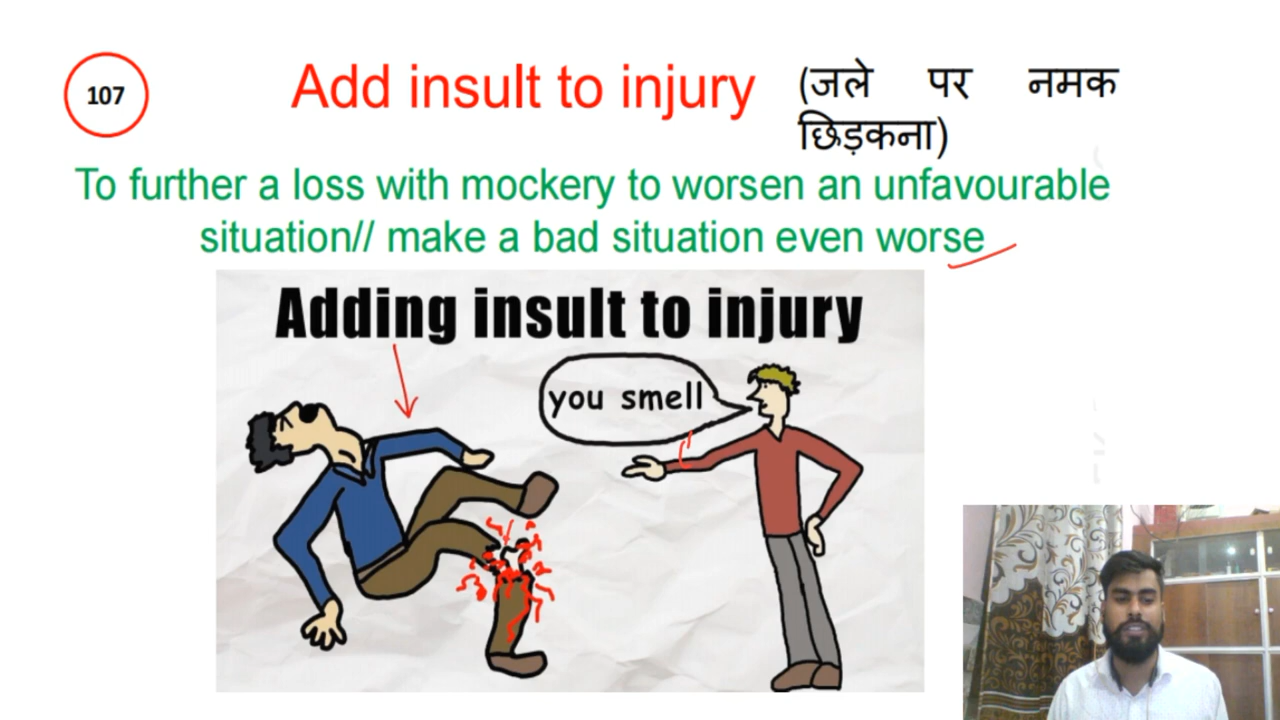 107
Add insult to injury (जले पर नमक
छिड़कना)
To further a loss with mockery to worsen an unfavourable
situation// make a bad situation even worse
Adding insult to injury
you smell